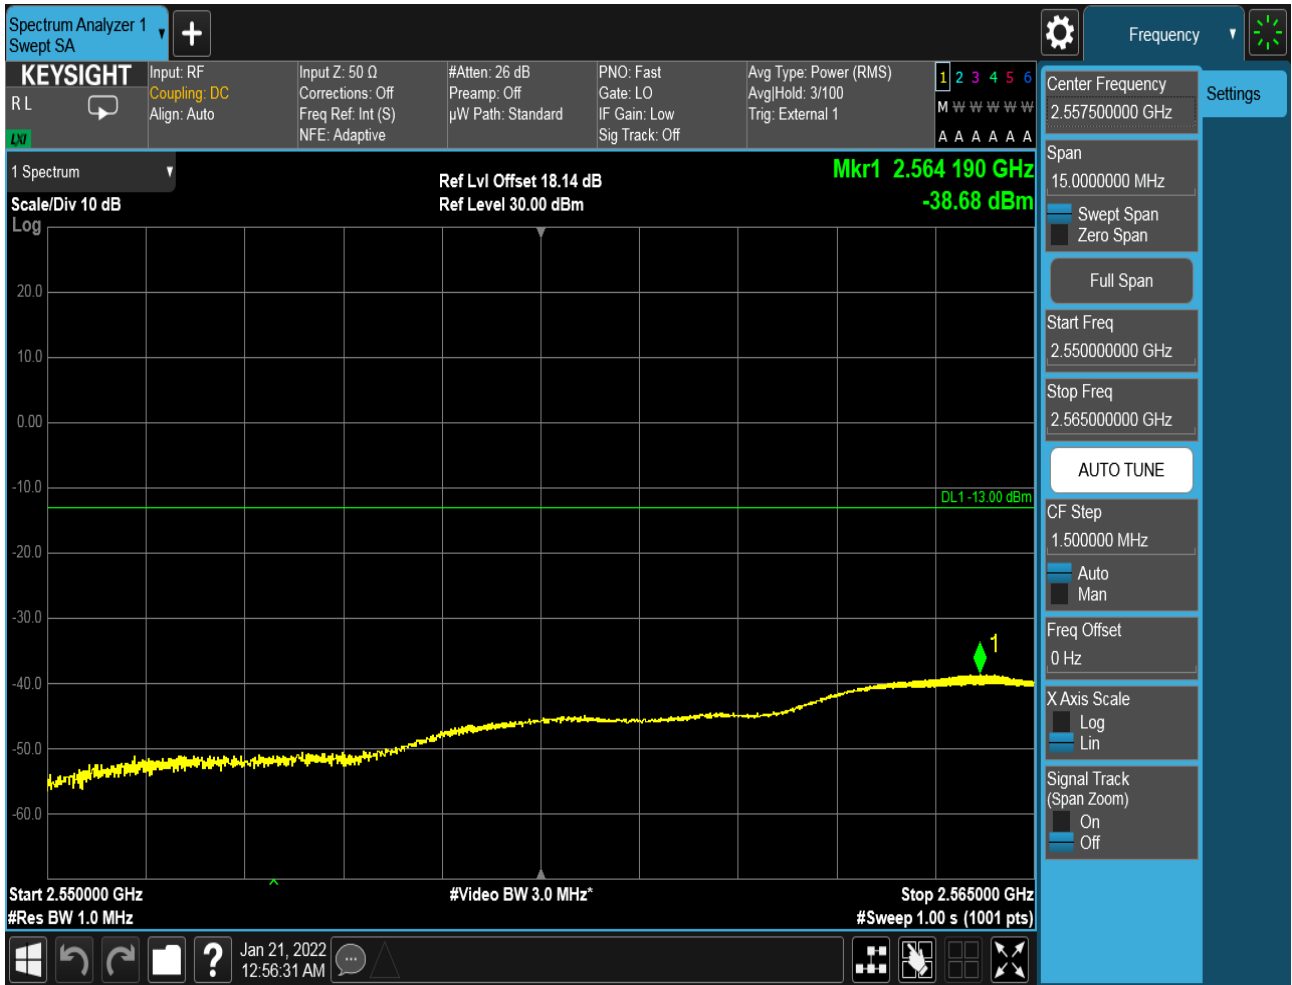 Spectrum Analyzer 1
Swept SA
Frequency
KEYSIGHT
R L
LXI
Input: RF
Coupling: DC
Align: Auto
Input Z: 50 Ω
Corrections: Off
Freq Ref: Int (S)
NFE: Adaptive
#Atten: 26 dB
Preamp: Off
µW Path: Standard
PNO: Fast
Gate: LO
IF Gain: Low
Sig Track: Off
Avg Type: Power (RMS)
Avg|Hold: 3/100
Trig: External 1
1 2 3 4 5 6
M W W W W W
A A A A A A
1 Spectrum
Scale/Div 10 dB
Log
Ref Lvl Offset 18.14 dB
Ref Level 30.00 dBm
Mkr1 2.564 190 GHz
-38.68 dBm
20.0
10.0
0.00
-10.0
DL1 -13.00 dBm
-20.0
-30.0
1
-40.0
-50.0
-60.0
Start 2.550000 GHz
#Video BW 3.0 MHz*
Stop 2.565000 GHz
#Res BW 1.0 MHz
#Sweep 1.00 s (1001 pts)
Jan 21, 2022
12:56:31 AM
?
Center Frequency
2.557500000 GHz
Settings
Span
15.0000000 MHz
Swept Span
Zero Span
Full Span
Start Freq
2.550000000 GHz
Stop Freq
2.565000000 GHz
AUTO TUNE
CF Step
1.500000 MHz
Auto
Man
Freq Offset
0 Hz
X Axis Scale
Log
Lin
Signal Track
(Span Zoom)
On
Off